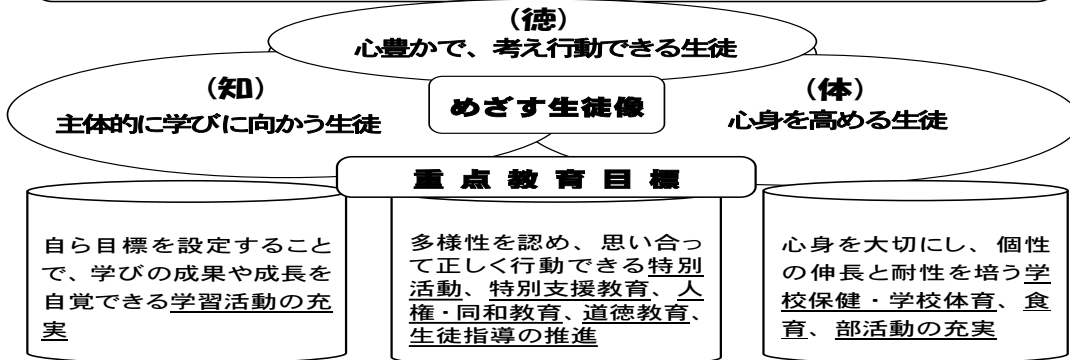 （徳）
心豊かで、考え行動できる生徒
（知）
主体的に学びに向かう生徒
めざす生徒像
（体）
心身を高める生徒
重点教育目標
自ら目標を設定すること
で、学びの成果や成長を
自覚できる学習活動の充
実
多様性を認め、思い合っ
て正しく行動できる特別
活動、特別支援教育、人
権・同和教育、道徳教育、
生徒指導の推進
心身を大切にし、個性
の伸長と耐性を培う学
校保健・学校体育、食
育、部活動の充実